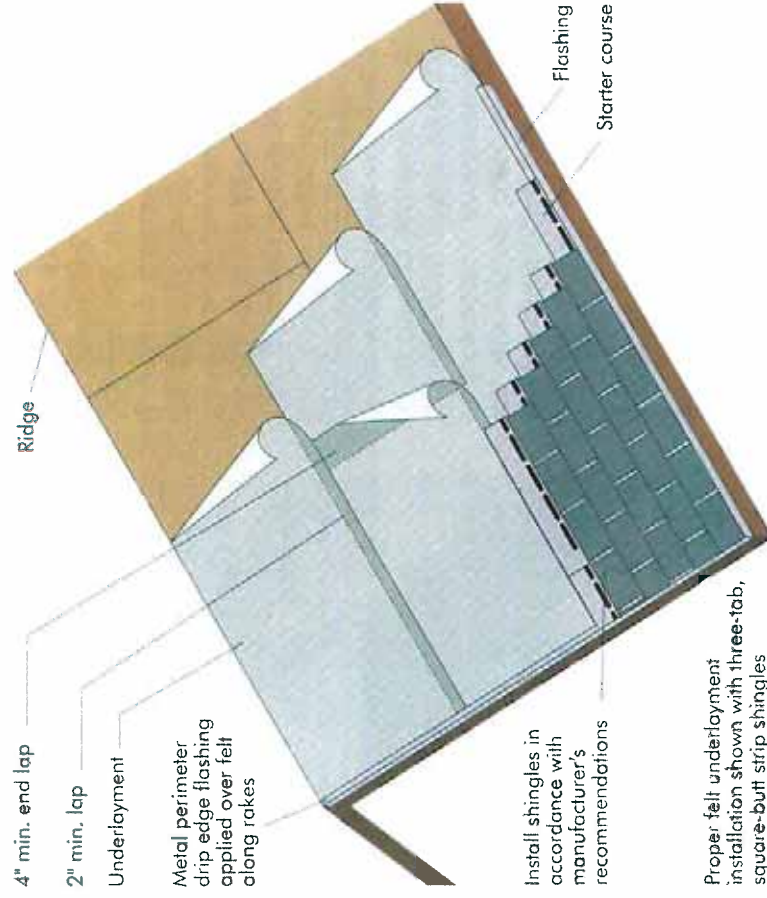 4" min. end lap
2" min. lap
Underlayment
Metal perimeter
drip edge flashing
applied over felt
along rakes
Ridge
Install shingles in
accordance with
manufacturer's
recommendations
Flashing
Starter course
Proper felt underlayment
installation shown with three-tab,
square-butt strip shingles